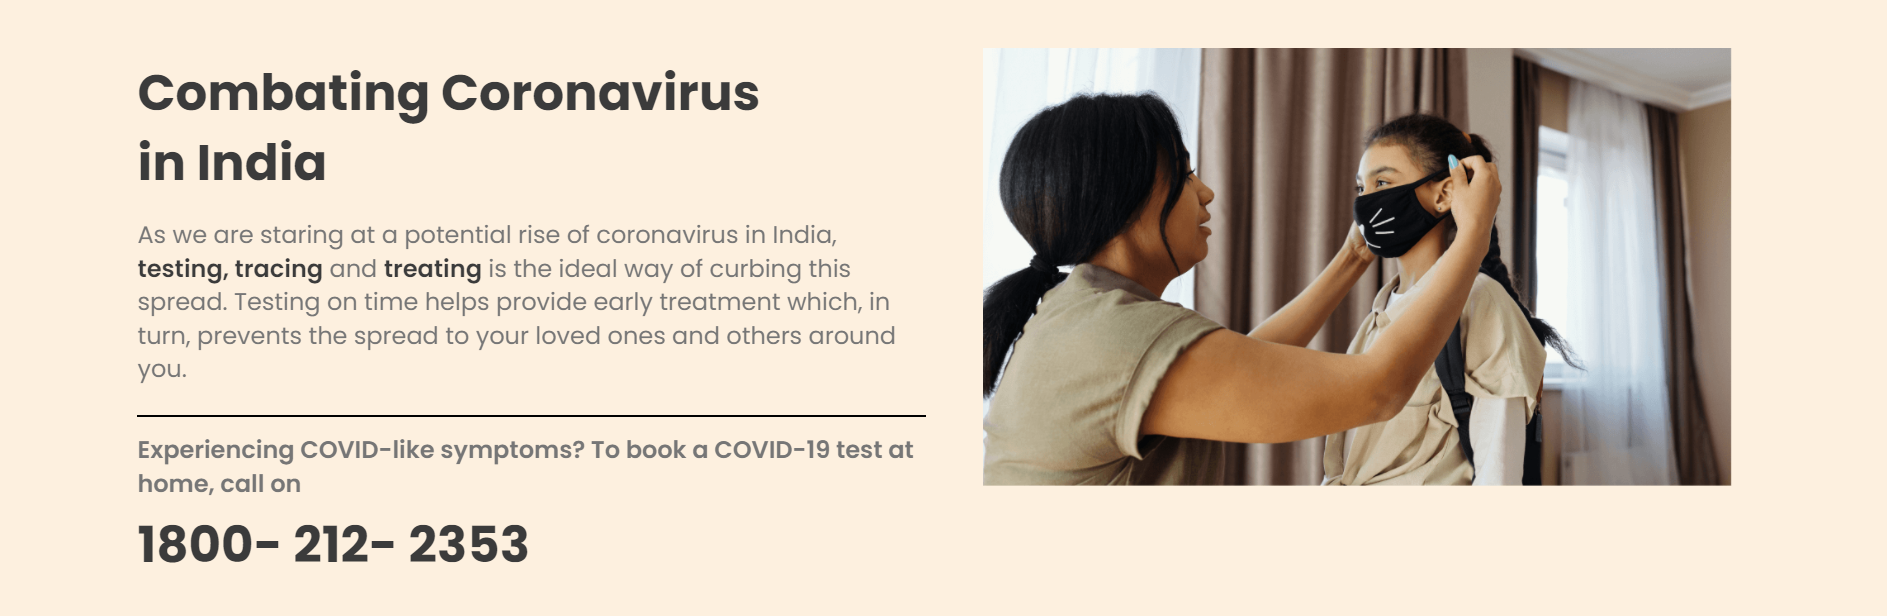 Combating Coronavirus
in India
As we are staring at a potential rise of coronavirus in India,
testing, tracing and treating is the ideal way of curbing this
spread. Testing on time helps provide early treatment which, in
turn, prevents the spread to your loved ones and others around
you.
Experiencing COVID-like symptoms? To book a COVID-19 test at
home, call on
1800- 212- 2353